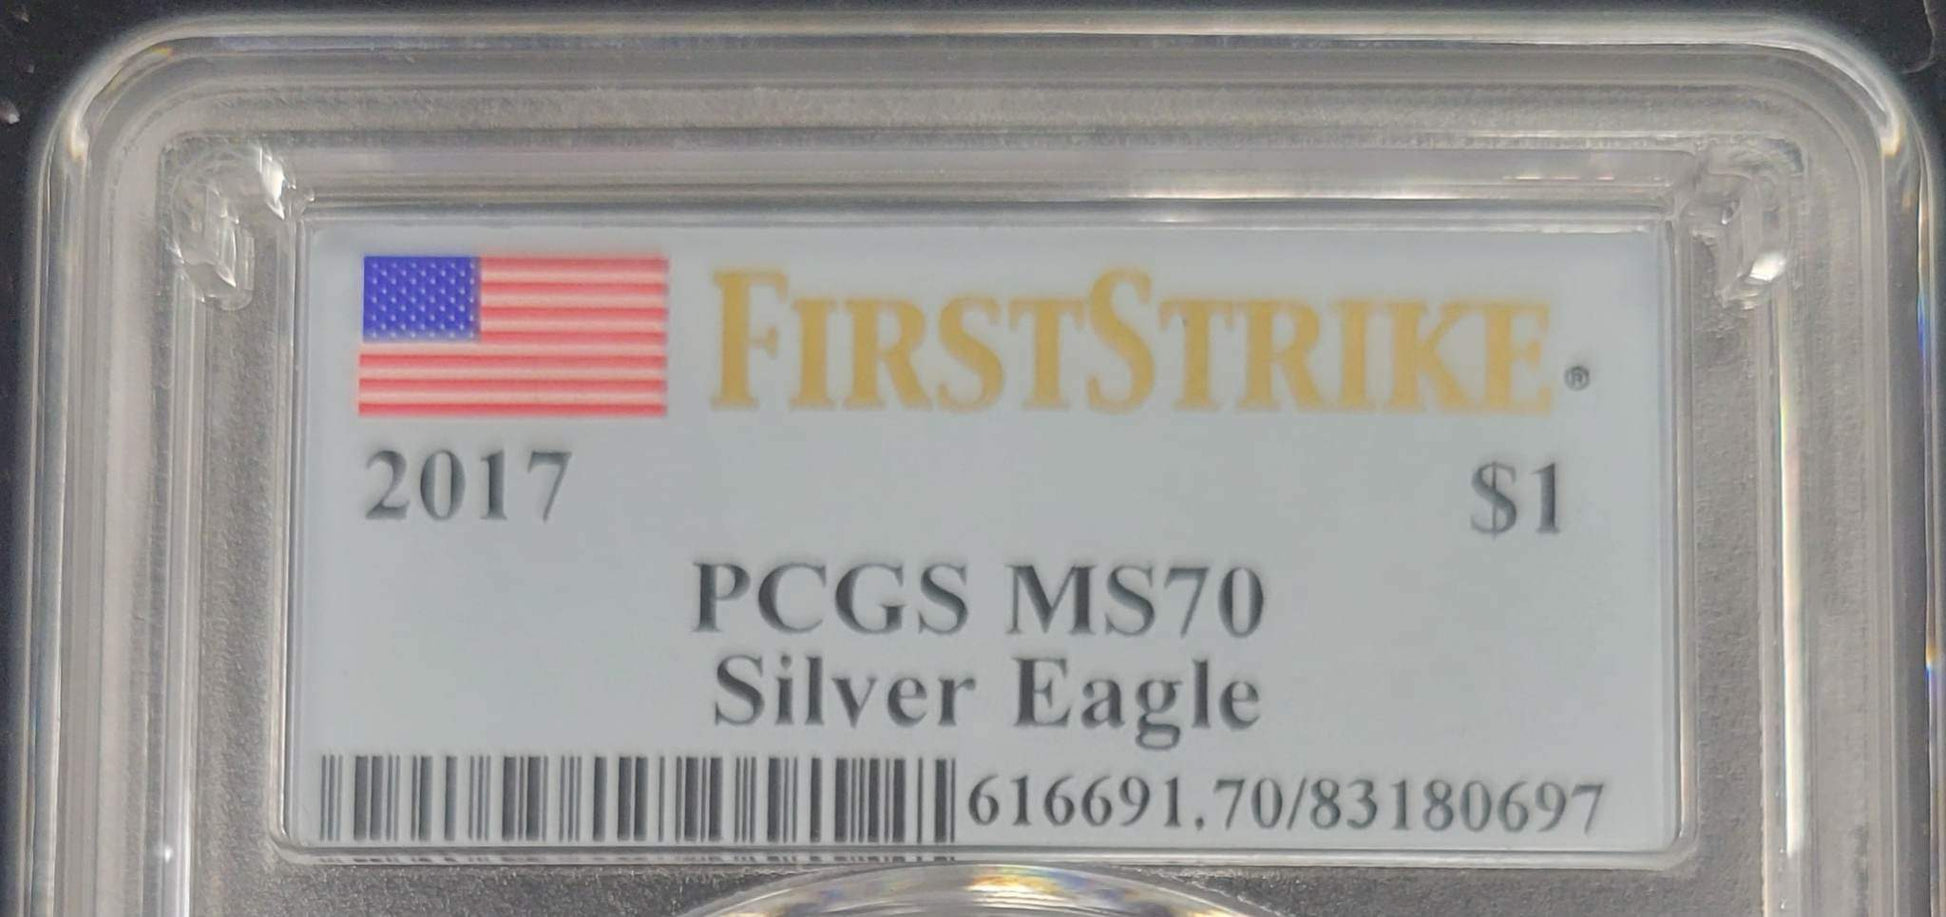 FIRSTSTRIKE®
2017 $1
PCGS MS70
Silver Eagle
616691.70/83180697